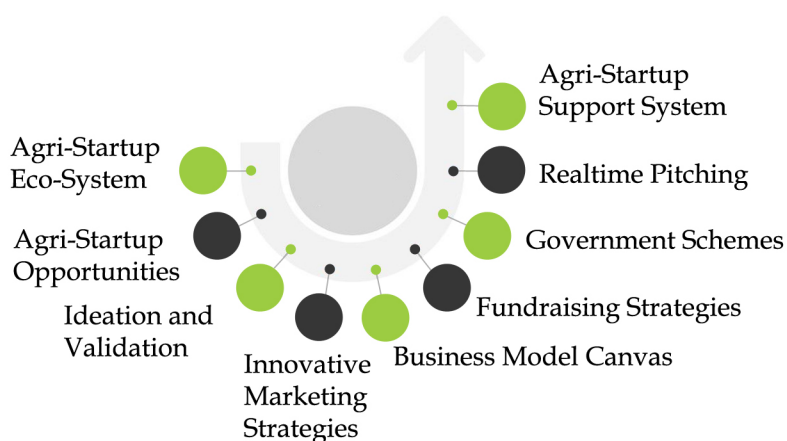 Agri-Startup
Eco-System
Agri-Startup
Opportunities
Ideation and
Validation
Innovative
Marketing
Strategies
Business Model Canvas
Fundraising Strategies
Government Schemes
Realtime Pitching
Agri-Startup
Support System